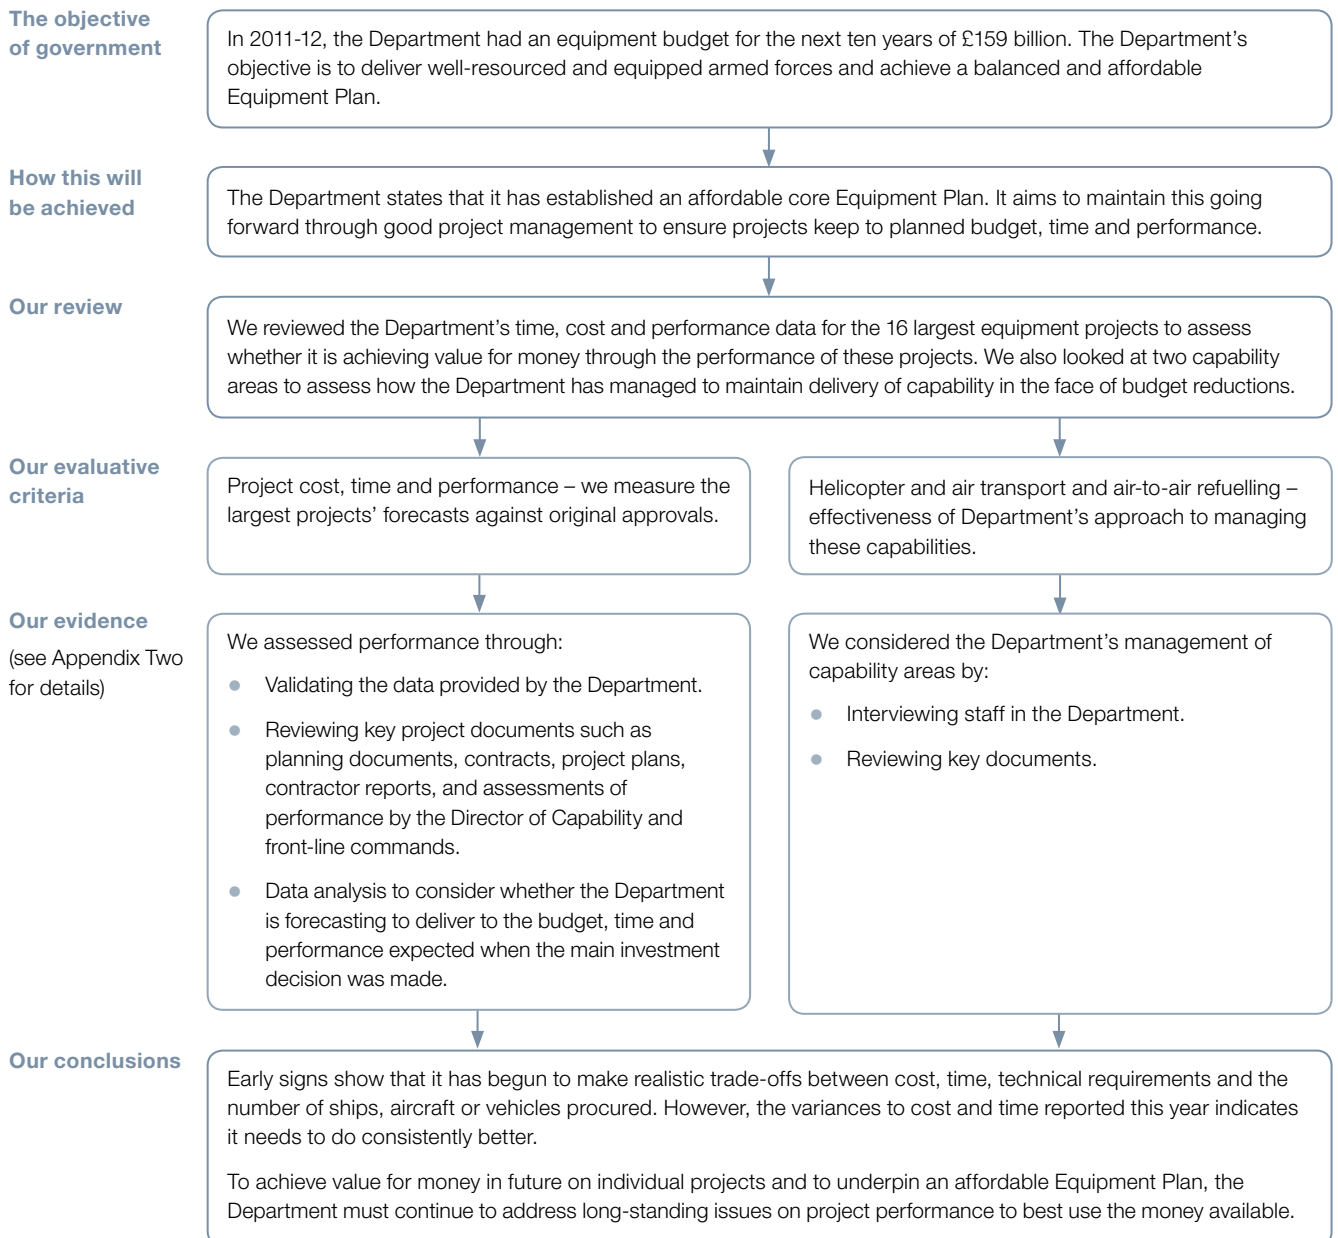 The objective
of government
In 2011-12, the Department had an equipment budget for the next ten years of £159 billion. The Department's
objective is to deliver well-resourced and equipped armed forces and achieve a balanced and affordable
Equipment Plan.
How this will
be achieved
The Department states that it has established an affordable core Equipment Plan. It aims to maintain this going
forward through good project management to ensure projects keep to planned budget, time and performance.
Our review
We reviewed the Department's time, cost and performance data for the 16 largest equipment projects to assess
whether it is achieving value for money through the performance of these projects. We also looked at two capability
areas to assess how the Department has managed to maintain delivery of capability in the face of budget reductions.
Our evaluative
criteria
Project cost, time and performance – we measure the
largest projects' forecasts against original approvals.
Helicopter and air transport and air-to-air refuelling –
effectiveness of Department's approach to managing
these capabilities.
Our evidence
(see Appendix Two
for details)
We assessed performance through:
● Validating the data provided by the Department.
● Reviewing key project documents such as
planning documents, contracts, project plans,
contractor reports, and assessments of
performance by the Director of Capability and
front-line commands.
● Data analysis to consider whether the Department
is forecasting to deliver to the budget, time and
performance expected when the main investment
decision was made.
We considered the Department's management of
capability areas by:
● Interviewing staff in the Department.
● Reviewing key documents.
Our conclusions
Early signs show that it has begun to make realistic trade-offs between cost, time, technical requirements and the
number of ships, aircraft or vehicles procured. However, the variances to cost and time reported this year indicates
it needs to do consistently better.
To achieve value for money in future on individual projects and to underpin an affordable Equipment Plan, the
Department must continue to address long-standing issues on project performance to best use the money available.